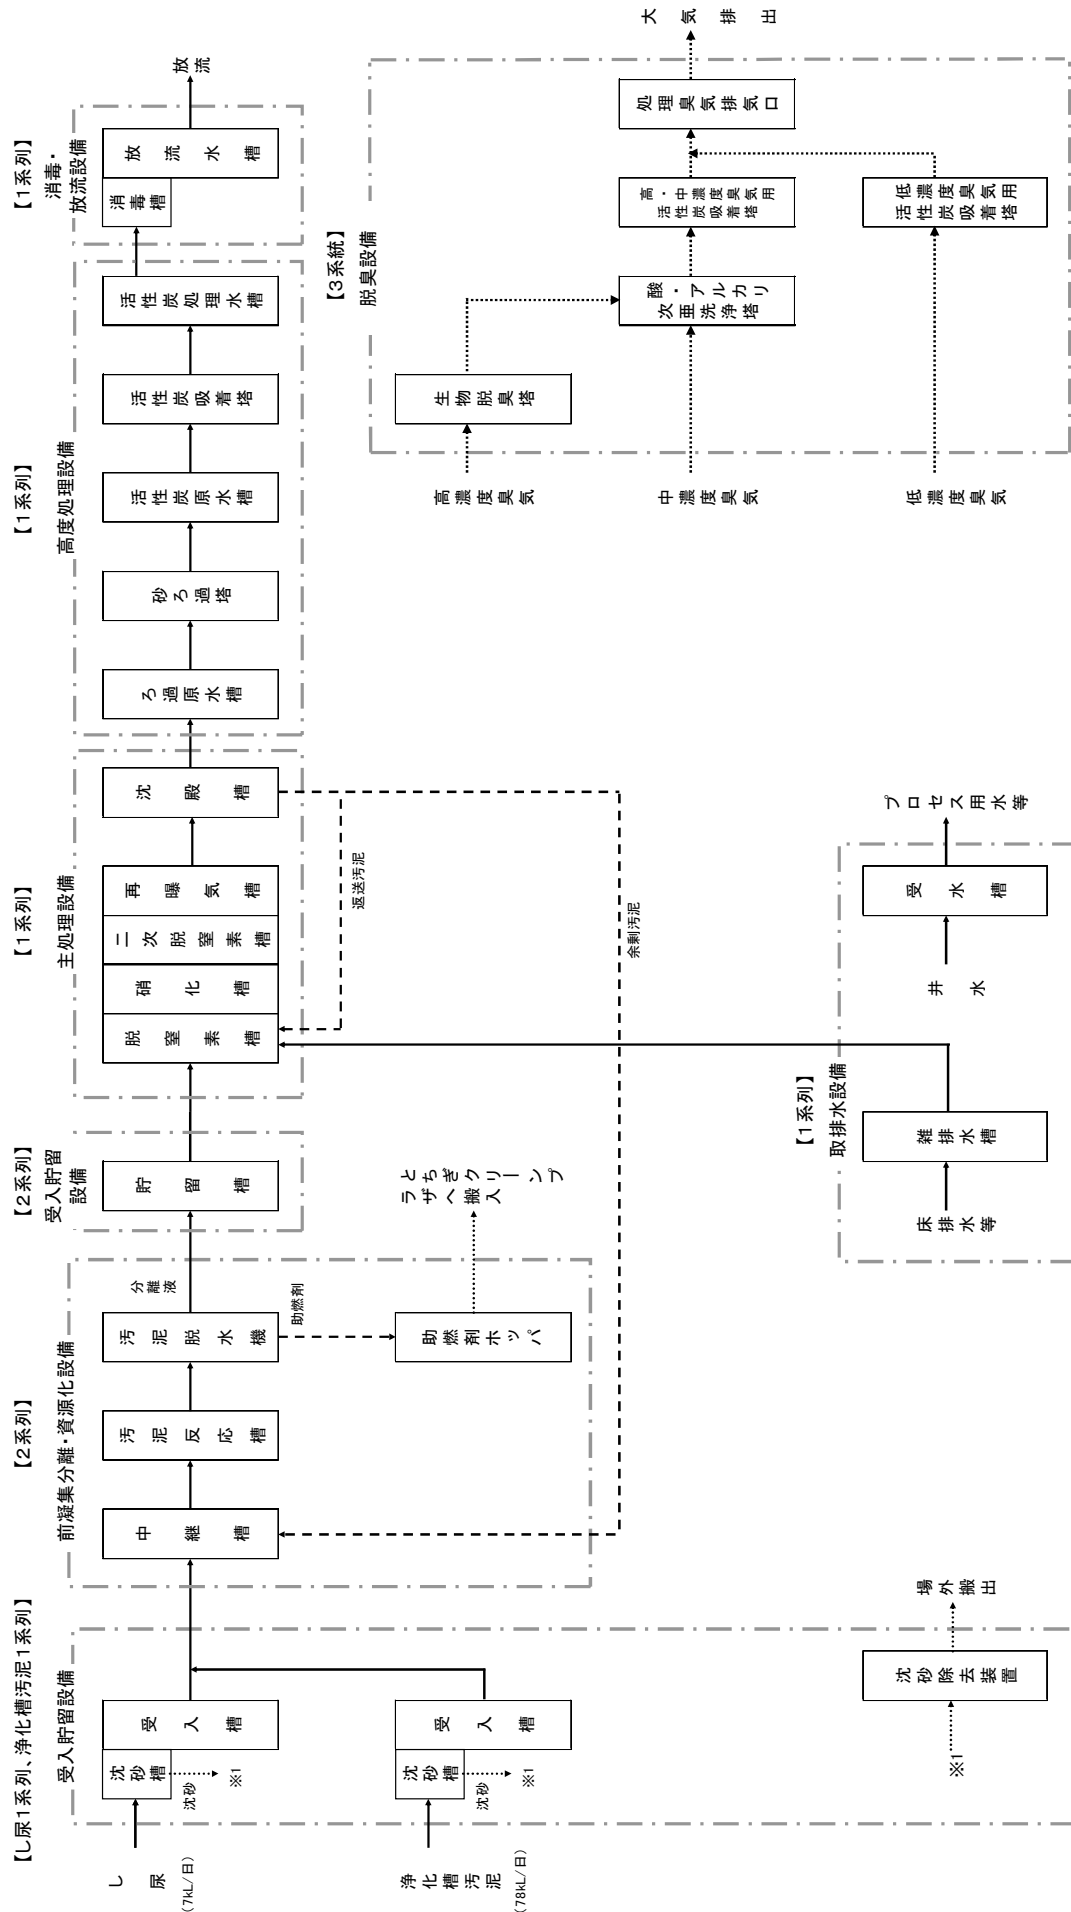 【し尿1系列、浄化槽汚泥1系列】
受入貯留設備
し尿
(7kL/日)
沈砂槽
受入槽
沈砂
※1
浄化槽汚泥
(78kL/日)
沈砂槽
受入槽
沈砂
※1
※1
沈砂除去装置
場外搬出
【2系列】
前凝集分離・資源化設備
中継槽
汚泥反応槽
汚泥脱水機
分離液
助燃剤
助燃剤ホッパ
とちぎクリーンプ
ラザへ搬入
【2系列】
受入貯留
設備
貯留槽
【1系列】
主処理設備
脱窒素槽
硝化槽
二次脱窒素槽
再曝気槽
沈殿槽
返送汚泥
余剰汚泥
【1系列】
高度処理設備
ろ過原水槽
砂ろ過塔
活性炭原水槽
活性炭吸着塔
活性炭処理水槽
【1系列】
消毒・
放流設備
消毒槽
放流水槽
放流
【1系列】
取排水設備
床排水等
雑排水槽
井水
受水槽
プロセス用水等
【3系統】
脱臭設備
高濃度臭気
生物脱臭塔
中濃度臭気
酸・アルカリ
次亜洗浄塔
高・中濃度臭気用
活性炭吸着塔
処理臭気排気口
大気排出
低濃度臭気
低濃度臭気用
活性炭吸着塔